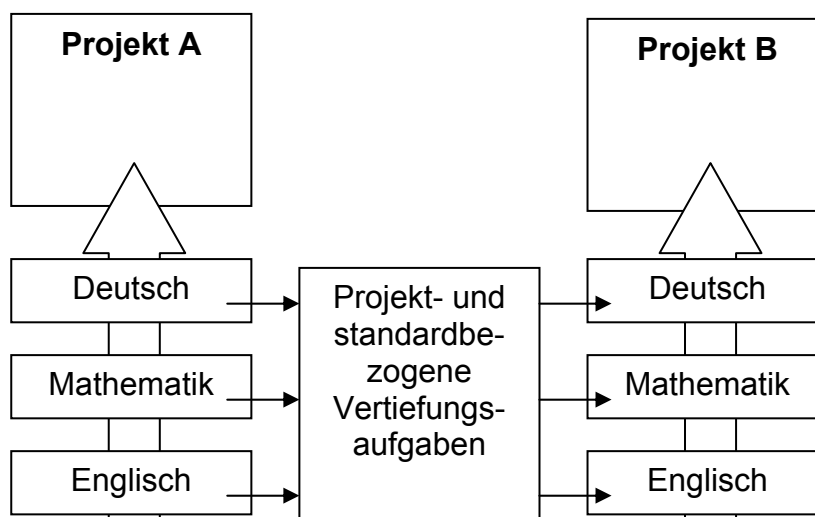 Projekt A
Projekt B
Deutsch
Mathematik
Englisch
Projekt- und
standardbe-
zogene
Vertiefungs-
aufgaben
Deutsch
Mathematik
Englisch